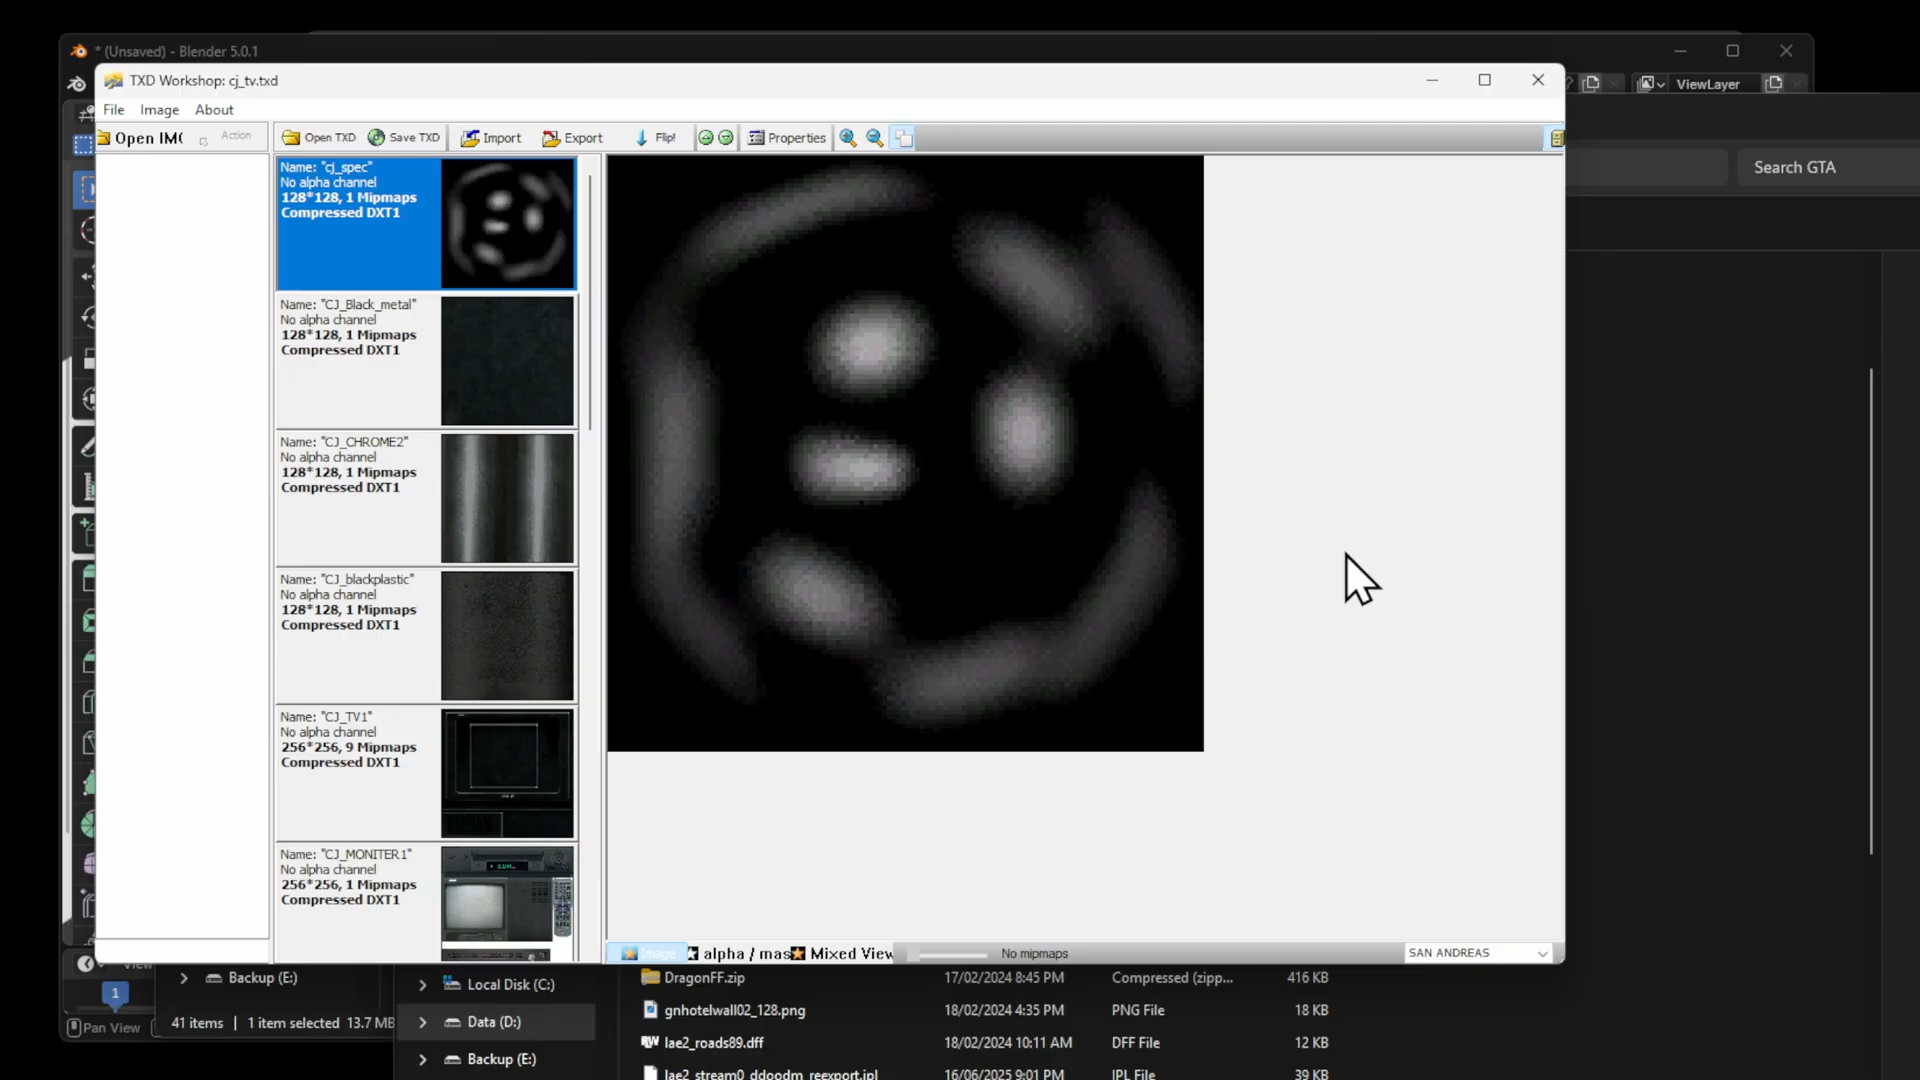 * (Unsaved) - Blender 5.0.1
TXD Workshop: cj_tv.txd
ViewLayer
File Image About
Open IM(
Action
Open TXD
Save TXD
Import
Export
Flip!
Properties
Search GTA
Name: "cj_spec"
No alpha channel
128*128, 1 Mipmaps
Compressed DXT1
Name: "CJ_Black_metal"
No alpha channel
128*128, 1 Mipmaps
Compressed DXT1
Name: "CJ_CHROME2"
No alpha channel
128*128, 1 Mipmaps
Compressed DXT1
Name: "CJ_blackplastic"
No alpha channel
128*128, 1 Mipmaps
Compressed DXT1
Name: "CJ_TV1"
No alpha channel
256*256, 9 Mipmaps
Compressed DXT1
Name: "CJ_MONITER1"
No alpha channel
256*256, 1 Mipmaps
Compressed DXT1
Image
alpha / mas
Mixed View
No mipmaps
SAN ANDREAS
View
1
Pan View
Backup (E:)
41 items | 1 item selected 13.7 MB
Local Disk (C:)
Data (D:)
Backup (E:)
DragonFF.zip 17/02/2024 8:45 PM Compressed (zipp... 416 KB
gnhotelwall02_128.png 18/02/2024 4:35 PM PNG File 18 KB
lae2_roads89.dff 18/02/2024 10:11 AM DFF File 12 KB
lae2_stream0_ddoodm_reexport.ipl 16/06/2025 9:01 PM IPL File 39 KB